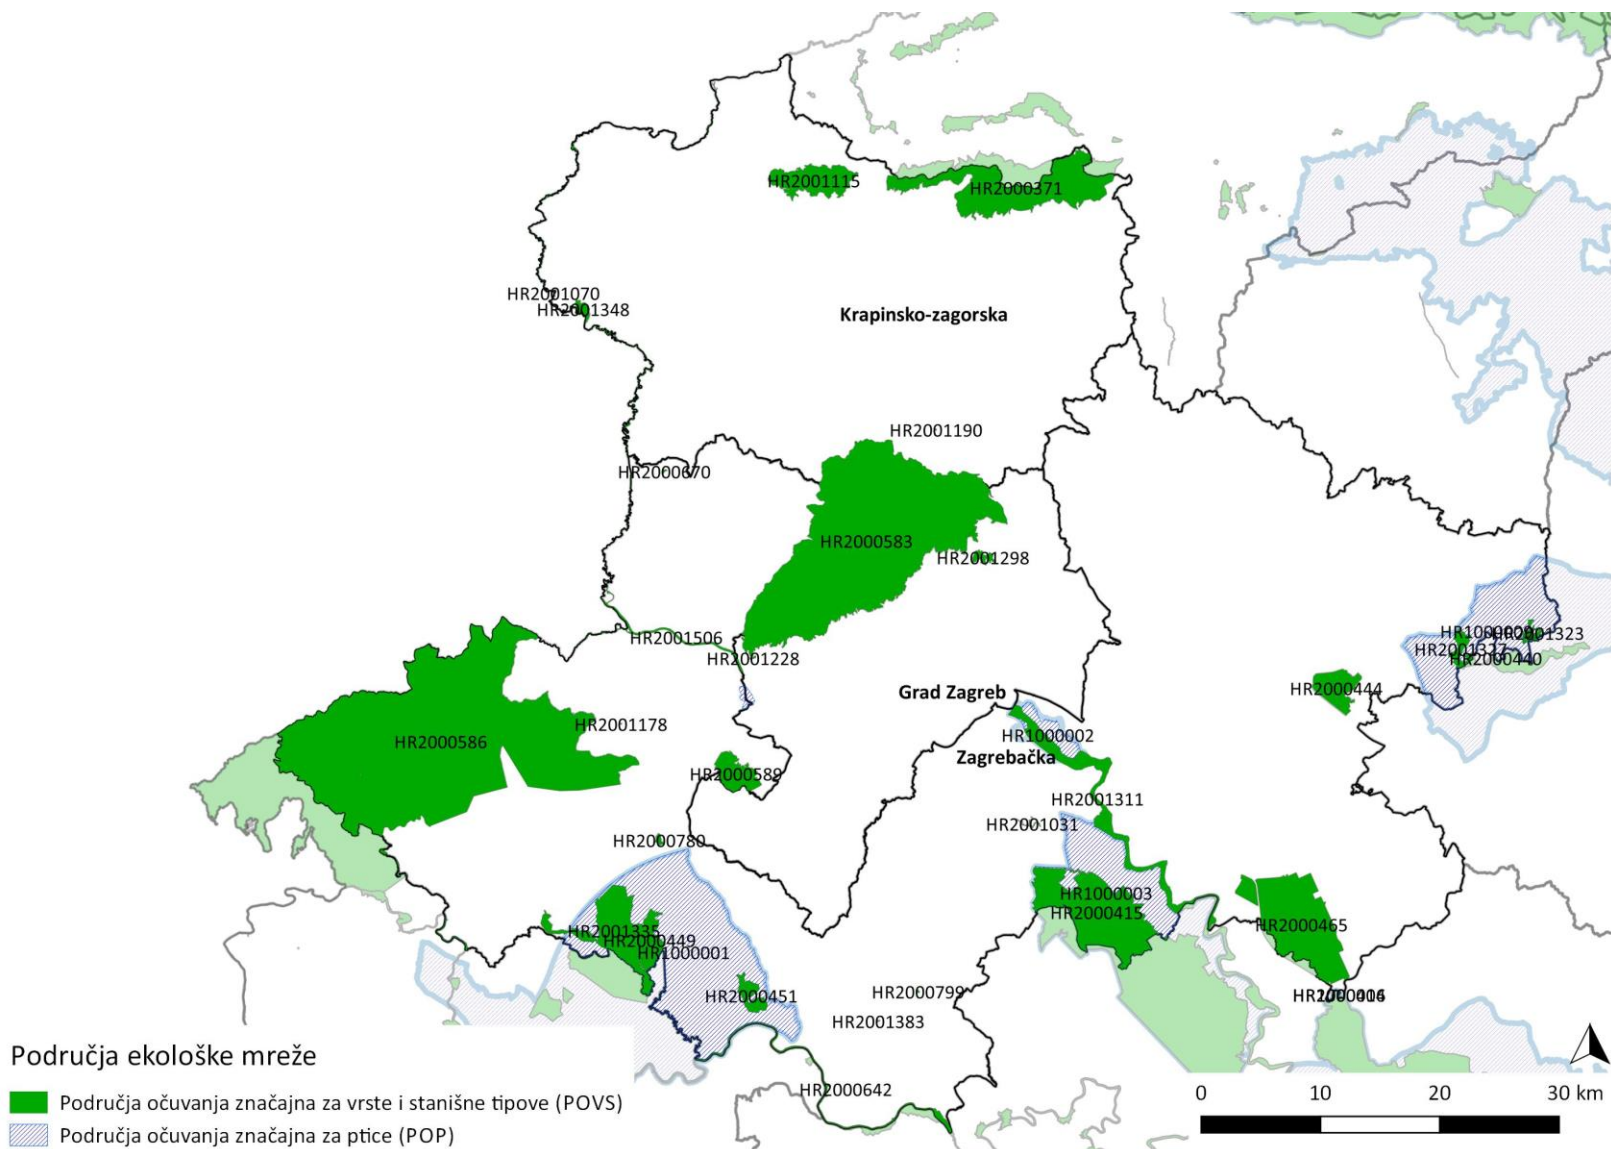 HR2001115
HR2000371
HR2001070
HR2001348
Krapinsko-zagorska
HR2001190
HR2000670
HR2000583
HR2001298
HR2001506
HR2001228
HR2001323
HR2001327
HR2000440
HR2000444
Grad Zagreb
HR2001178
HR2000586
HR1000002
Zagrebačka
HR2000589
HR2001311
HR2001031
HR2000780
HR1000003
HR2000415
HR2000465
HR2001335
HR2000449
HR1000001
HR2000451
HR2000799
HR2001383
HR2000642
Područja ekološke mreže
Područja očuvanja značajna za vrste i stanišne tipove (POVS)
Područja očuvanja značajna za ptice (POP)
0 10 20 30 km